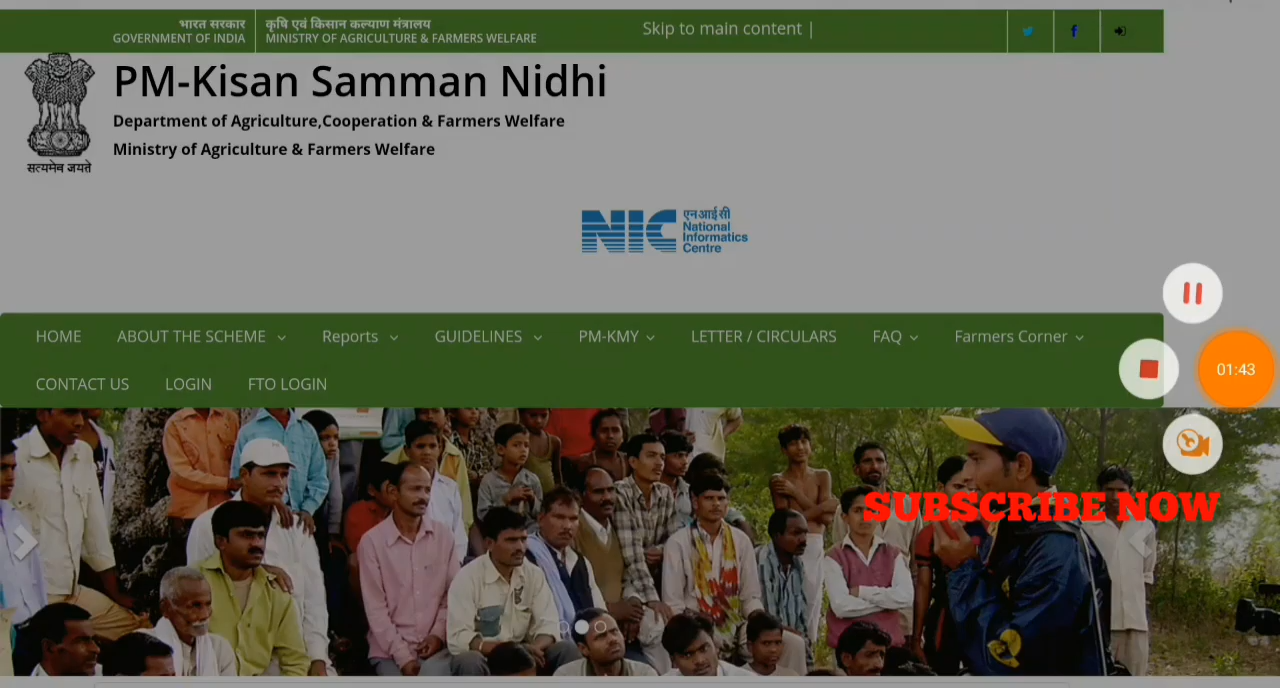 भारत सरकार
GOVERNMENT OF INDIA
कृषि एवं किसान कल्याण मंत्रालय
MINISTRY OF AGRICULTURE & FARMERS WELFARE
Skip to main content |
PM-Kisan Samman Nidhi
Department of Agriculture,Cooperation & Farmers Welfare
Ministry of Agriculture & Farmers Welfare
सत्यमेव जयते
NIC
एन आई सी
National
Informatics
Centre
HOME ABOUT THE SCHEME Reports GUIDELINES PM-KMY LETTER / CIRCULARS FAQ Farmers Corner
CONTACT US LOGIN FTO LOGIN
01:43
SUBSCRIBE NOW